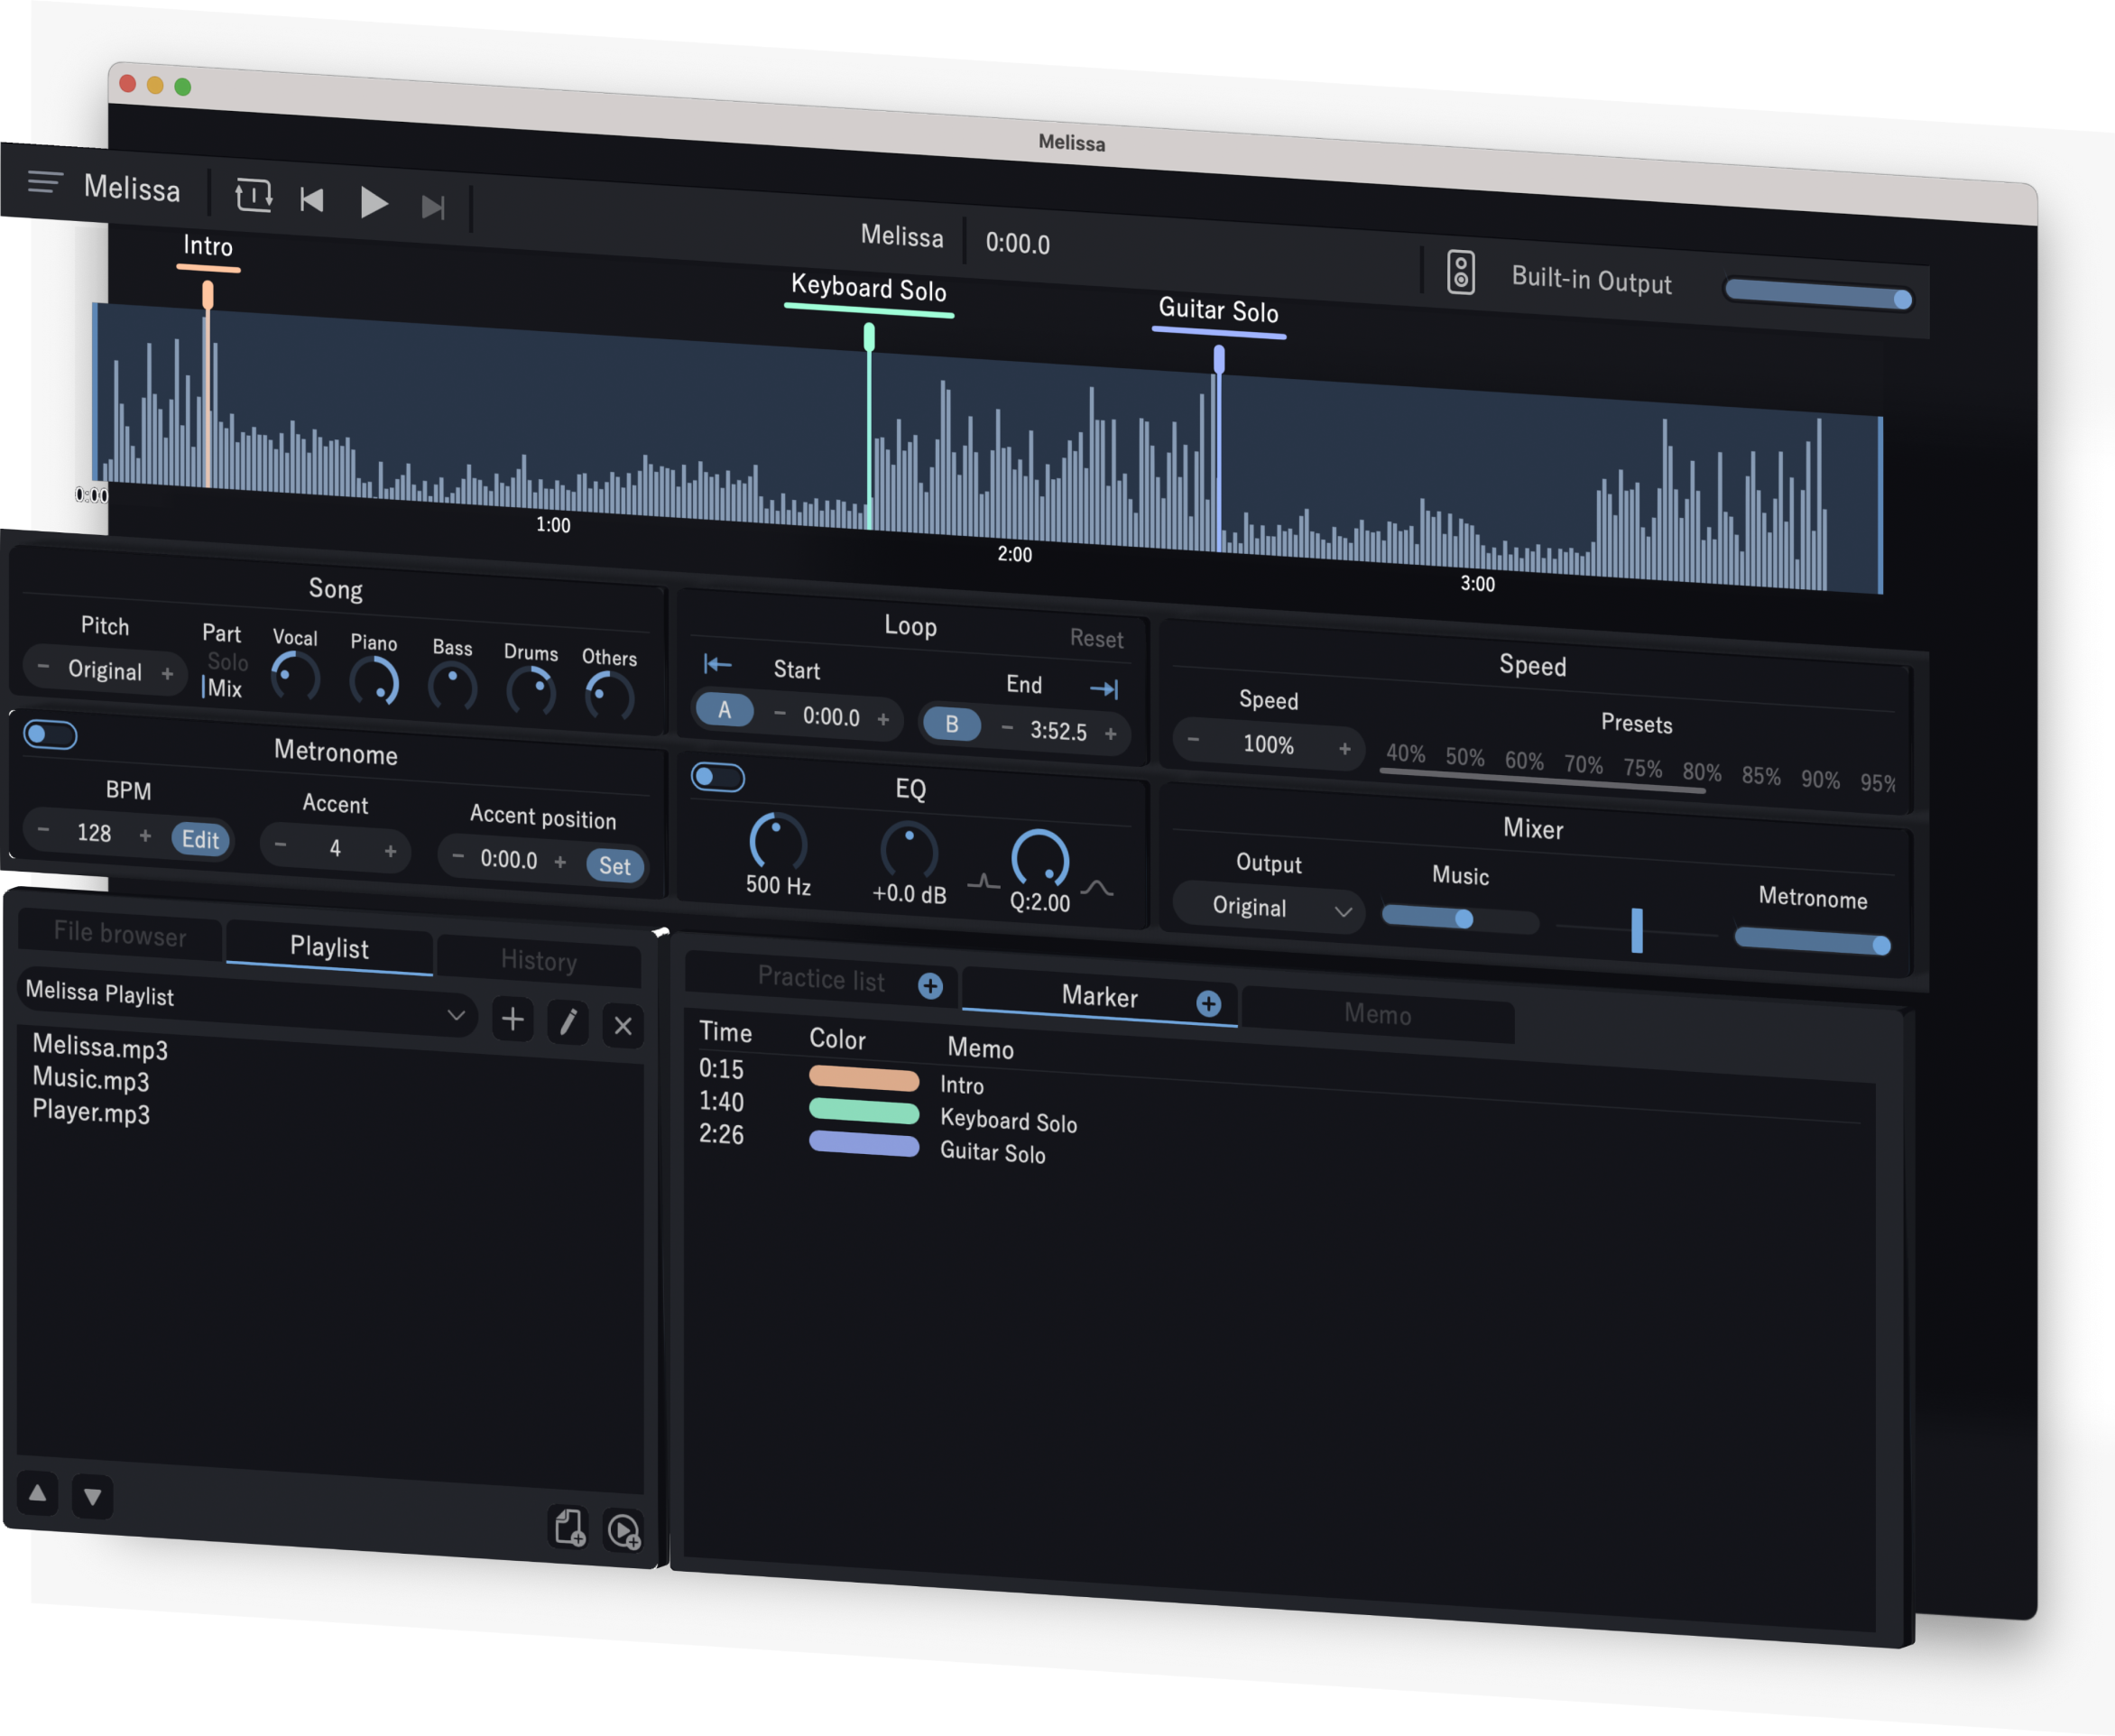 Melissa
Melissa
Melissa
0:00.0
Built-in Output
Intro
Keyboard Solo
Guitar Solo
0:00
1:00
2:00
3:00
Song
Pitch
- Original +
Part
Solo
Mix
Vocal
Piano
Bass
Drums
Others
Loop
Reset
Start
A - 0:00.0 +
End
B - 3:52.5 +
Speed
Speed
- 100% +
Presets
40% 50% 60% 70% 75% 80% 85% 90% 95%
Metronome
BPM
- 128 + Edit
Accent
- 4 +
Accent position
- 0:00.0 + Set
EQ
500 Hz
+0.0 dB
Q:2.00
Mixer
Output
Original
Music
Metronome
File browser
Playlist
History
Melissa Playlist
Melissa.mp3
Music.mp3
Player.mp3
Practice list
Marker
Memo
Time Color Memo
0:15 Intro
1:40 Keyboard Solo
2:26 Guitar Solo